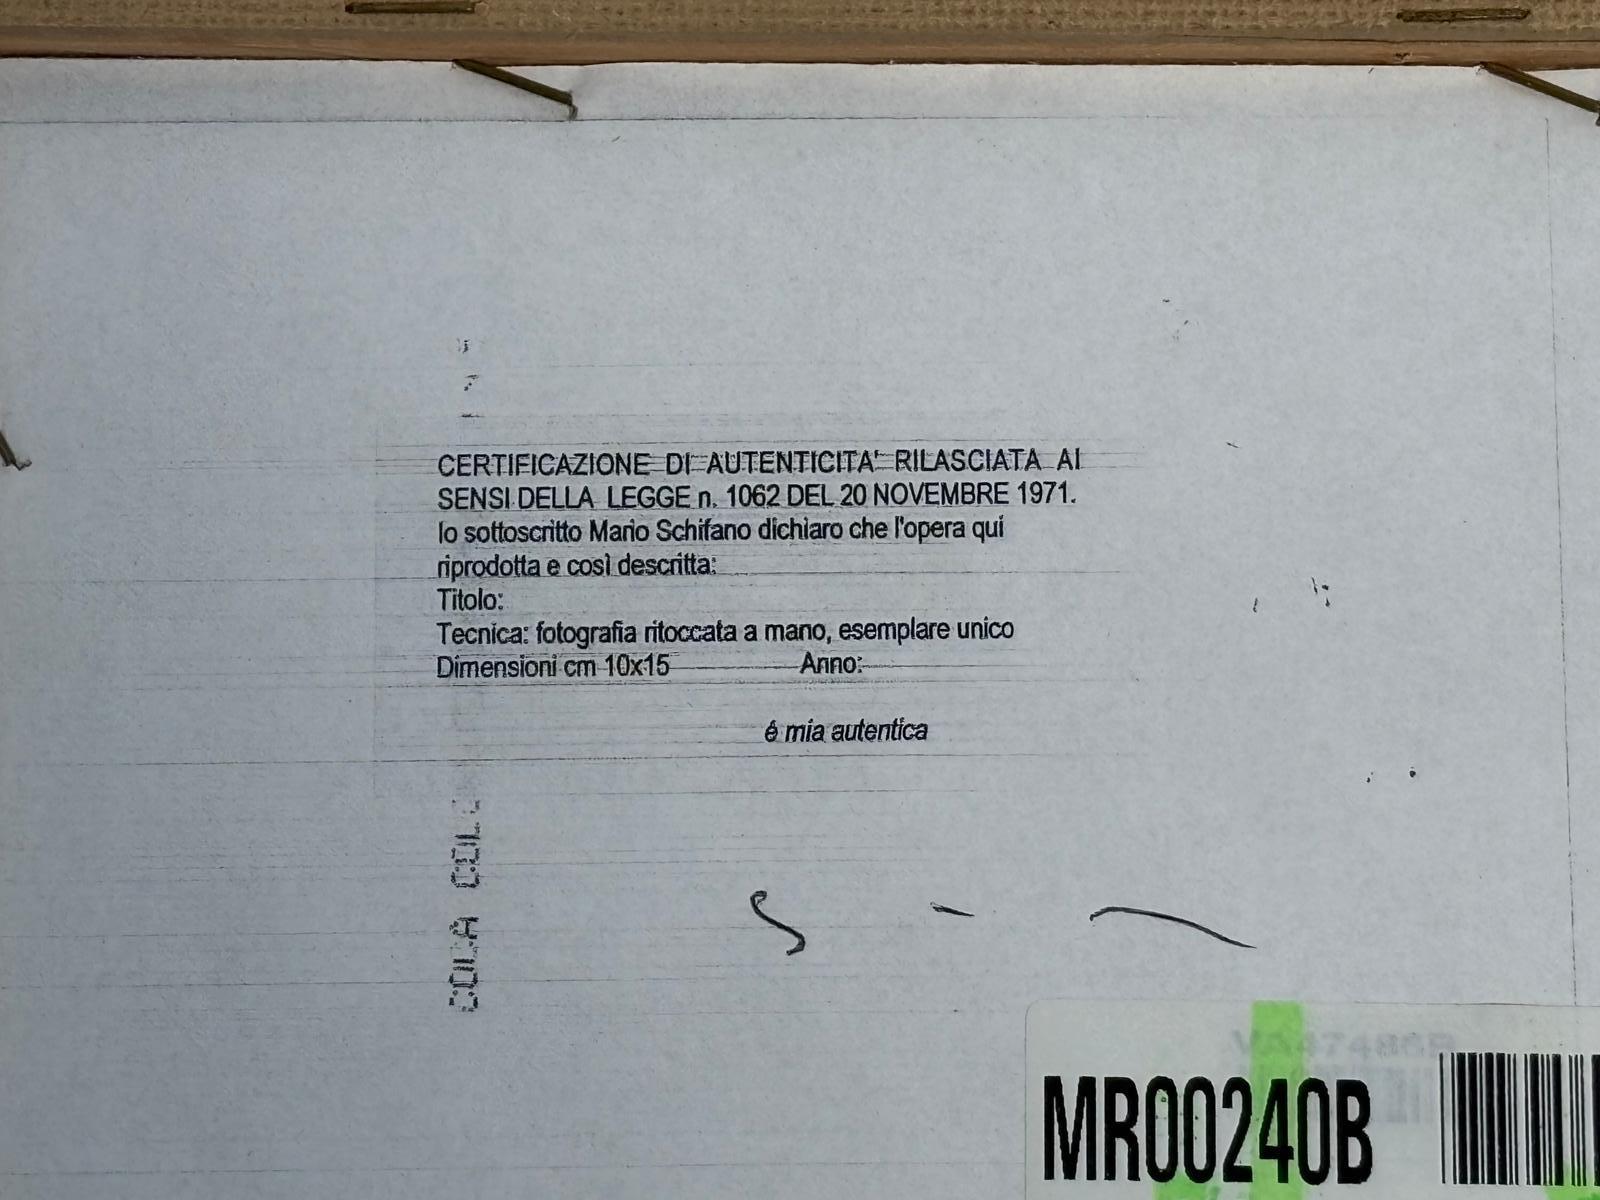 CERTIFICAZIONE DI AUTENTICITA' RILASCIATA AI
SENSI DELLA LEGGE n. 1062 DEL 20 NOVEMBRE 1971.
Io sottoscritto Mario Schifano dichiaro che l'opera qui
riprodotta e così descritta:
Titolo:
Tecnica: fotografia ritoccata a mano, esemplare unico
Dimensioni cm 10x15 Anno:
é mia autentica
MR00240B